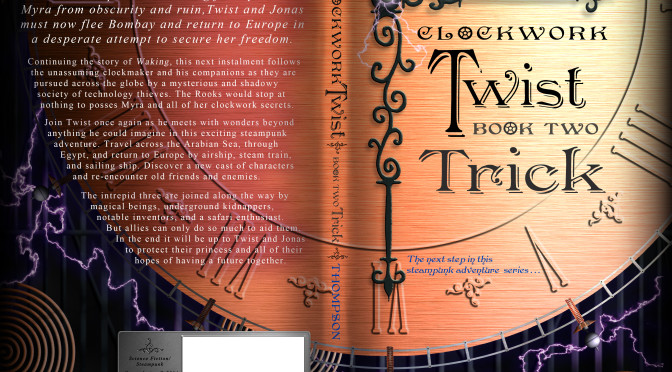 Myra from obscurity and ruin,Twist and Jonas
must now flee Bombay and return to Europe in
a desperate attempt to secure her freedom.
Continuing the story of Waking, this next instalment follows
the unassuming clockmaker and his companions as they are
pursued across the globe by a mysterious and shadowy
society of technology thieves. The Rooks would stop at
nothing to posses Myra and all of her clockwork secrets.
Join Twist once again as he meets with wonders beyond
anything he could imagine in this exciting steampunk
adventure. Travel across the Arabian Sea, through
Egypt, and return to Europe by airship, steam train,
and sailing ship. Discover a new cast of characters
and re-encounter old friends and enemies.
The intrepid three are joined along the way by
magical beings, underground kidnappers,
notable inventors, and a safari enthusiast.
But allies can only do so much to aid them.
In the end it will be up to Twist and Jonas
to protect their princess and all of their
hopes of having a future together.
Science Fiction/
Steampunk
CLOCKWORK Twist BOOK TWO Trick THOMPSON
CLOCKWORK
Twist
BOOK TWO
Trick
The next step in this
steampunk adventure series . . .